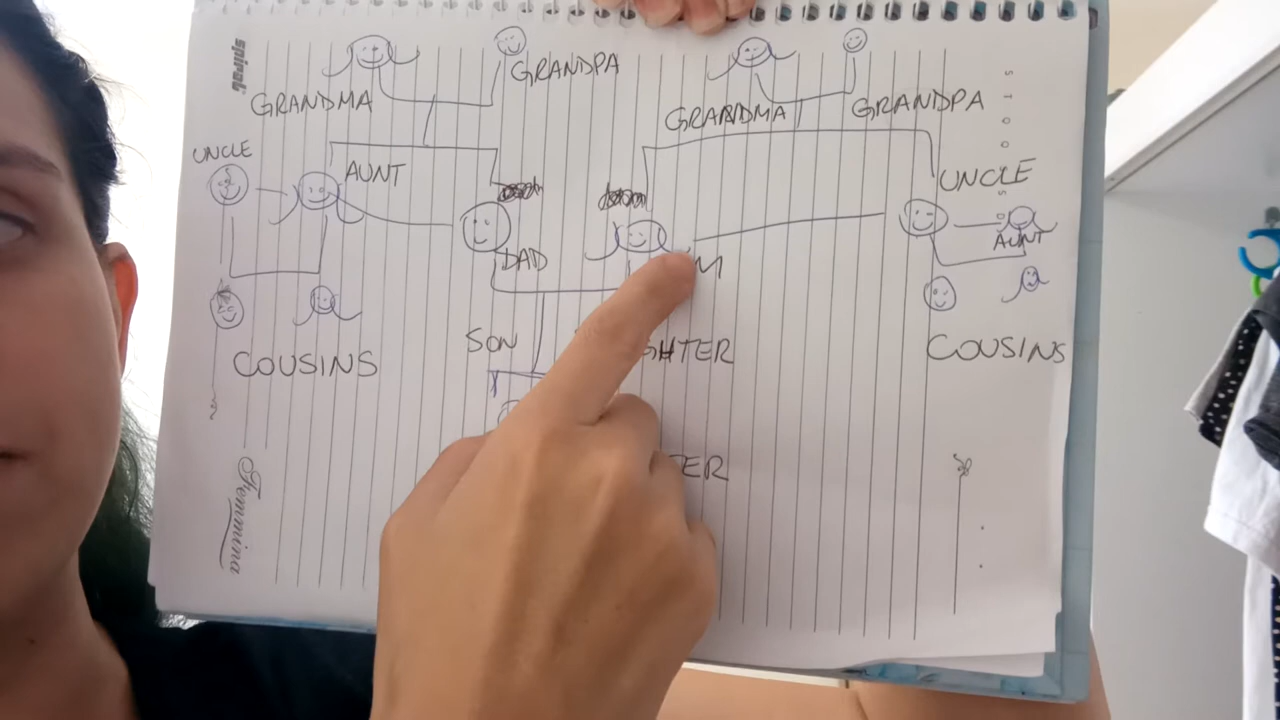 spiral
GRANDMA
GRANDPA
GRANDMA
GRANDPA
UNCLE
AUNT
UNCLE
AUNT
DAD
SON
COUSINS
COUSINS
Femmina